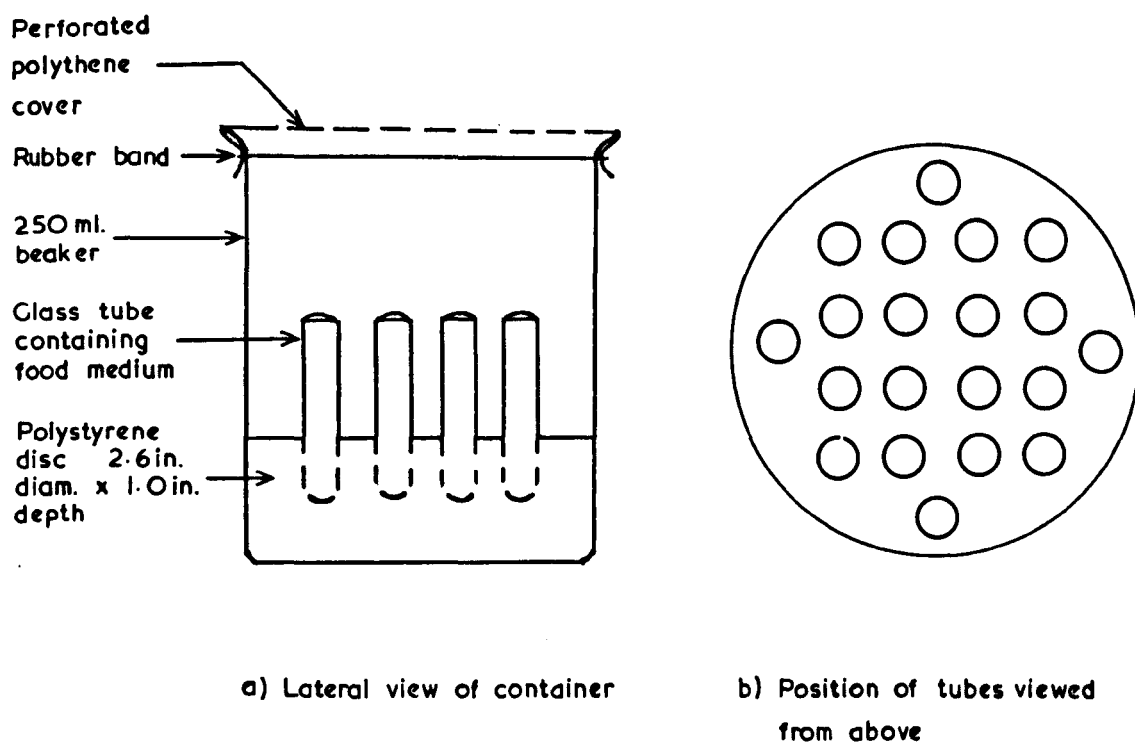 Perforated
polythene
cover
Rubber band
250 ml.
beaker
Glass tube
containing
food medium
Polystyrene
disc 2·6 in.
diam. x 1·0 in.
depth
a) Lateral view of container
b) Position of tubes viewed
from above